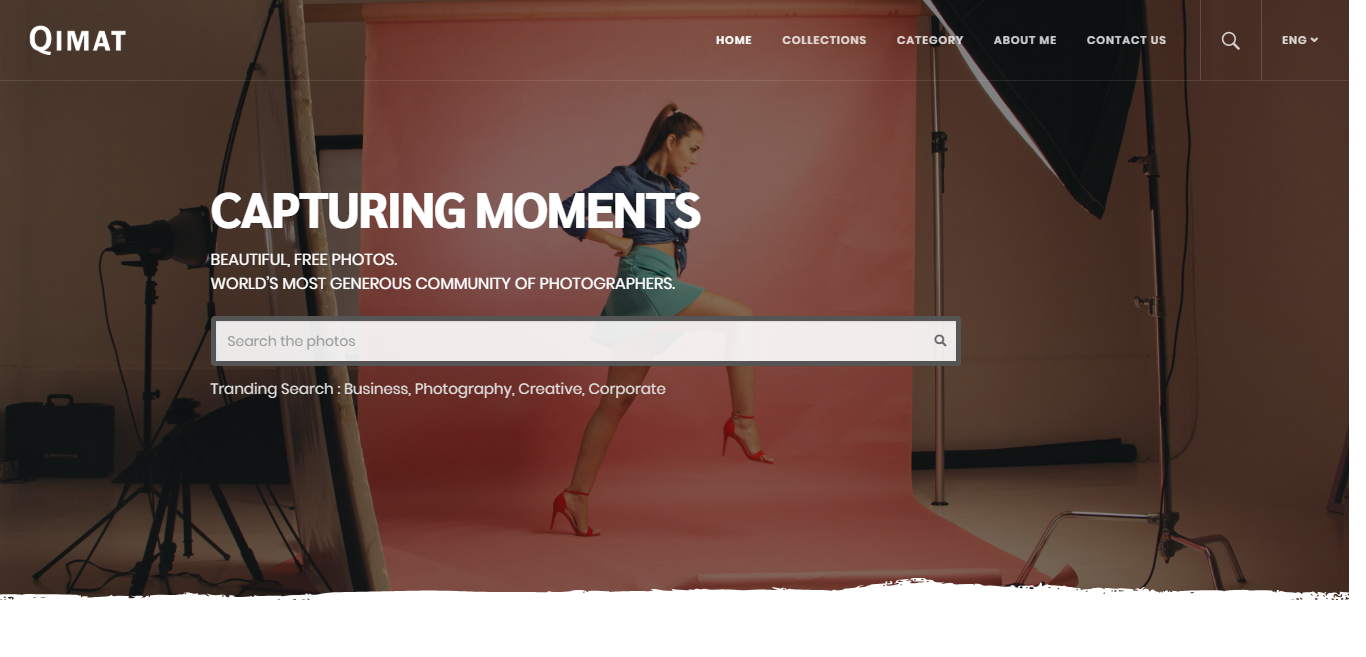 QIMAT
HOME COLLECTIONS CATEGORY ABOUT ME CONTACT US ENG
CAPTURING MOMENTS
BEAUTIFUL, FREE PHOTOS.
WORLD'S MOST GENEROUS COMMUNITY OF PHOTOGRAPHERS.
Search the photos
Tranding Search : Business, Photography, Creative, Corporate